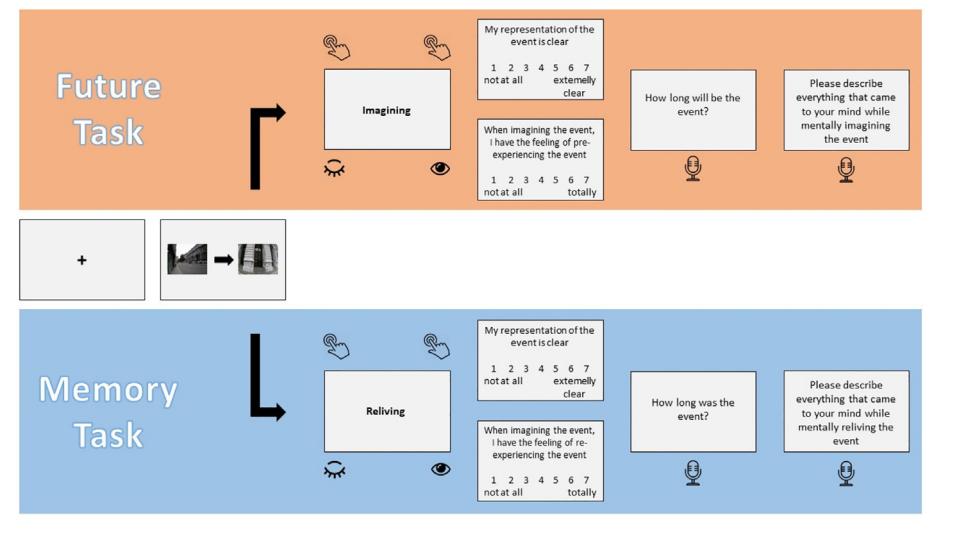 Future
Task
Imagining
My representation of the
event is clear
1 2 3 4 5 6 7
not at all extemelly
clear
When imagining the event,
I have the feeling of pre-
experiencing the event
1 2 3 4 5 6 7
not at all totally
How long will be the
event?
Please describe
everything that came
to your mind while
mentally imagining
the event
+
Memory
Task
Reliving
My representation of the
event is clear
1 2 3 4 5 6 7
not at all extemelly
clear
When imagining the event,
I have the feeling of re-
experiencing the event
1 2 3 4 5 6 7
not at all totally
How long was the
event?
Please describe
everything that came
to your mind while
mentally reliving the
event